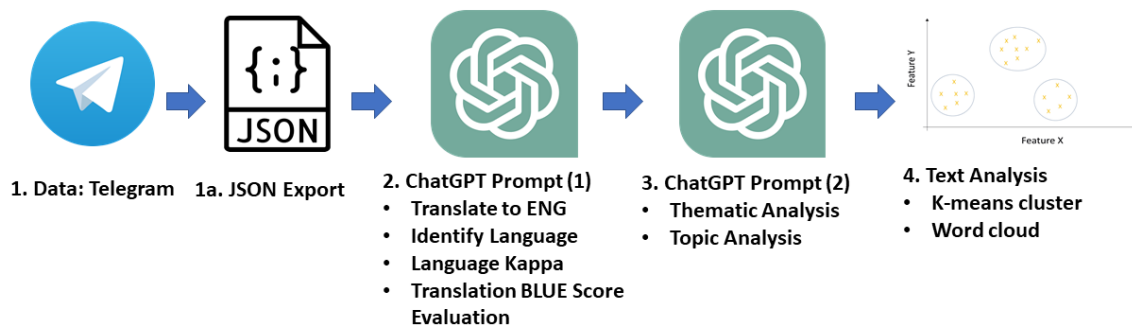 {;}
JSON
Feature Y
Feature X
1. Data: Telegram
1a. JSON Export
2. ChatGPT Prompt (1)
• Translate to ENG
• Identify Language
• Language Kappa
• Translation BLUE Score
Evaluation
3. ChatGPT Prompt (2)
• Thematic Analysis
• Topic Analysis
4. Text Analysis
• K-means cluster
• Word cloud